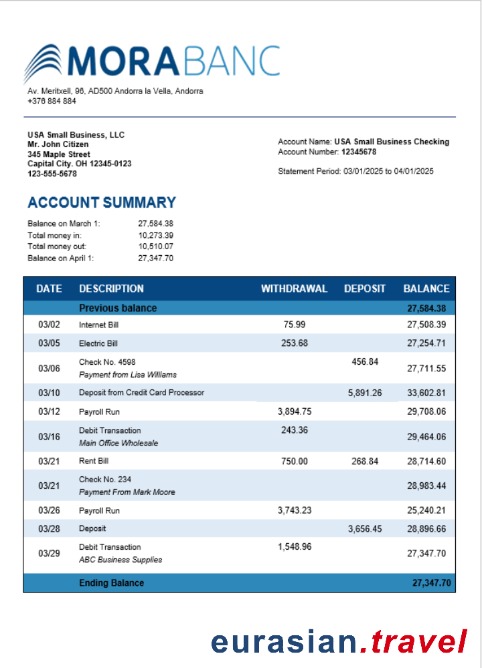 MORABANC
Av. Meritxell, 96, AD500 Andorra la Vella, Andorra
+376 884 884
USA Small Business, LLC
Mr. John Citizen
345 Maple Street
Capital City. OH 12345-0123
123-555-5678
Account Name: USA Small Business Checking
Account Number: 12345678
Statement Period: 03/01/2025 to 04/01/2025
ACCOUNT SUMMARY
Balance on March 1: 27,584.38
Total money in: 10,273.39
Total money out: 10,510.07
Balance on April 1: 27,347.70
DATE DESCRIPTION WITHDRAWAL DEPOSIT BALANCE
Previous balance 27,584.38
03/02 Internet Bill 75.99 27,508.39
03/05 Electric Bill 253.68 27,254.71
03/06 Check No. 4598 456.84 27,711.55
Payment from Lisa Williams
03/10 Deposit from Credit Card Processor 5,891.26 33,602.81
03/12 Payroll Run 3,894.75 29,708.06
03/16 Debit Transaction 243.36 29,464.06
Main Office Wholesale
03/21 Rent Bill 750.00 268.84 28,714.60
03/21 Check No. 234 28,983.44
Payment From Mark Moore
03/26 Payroll Run 3,743.23 25,240.21
03/28 Deposit 3,656.45 28,896.66
03/29 Debit Transaction 1,548.96 27,347.70
ABC Business Supplies
Ending Balance 27,347.70
eurasian.travel